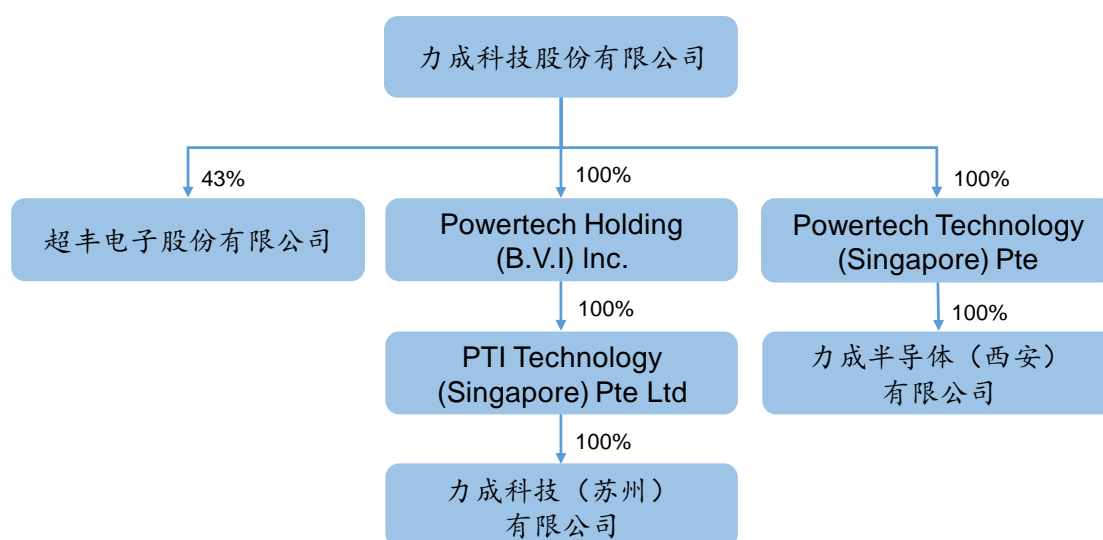 力成科技股份有限公司
43%
100%
100%
超丰电子股份有限公司
Powertech Holding
(B.V.I) Inc.
Powertech Technology
(Singapore) Pte
100%
100%
PTI Technology
(Singapore) Pte Ltd
力成半导体（西安）
有限公司
100%
力成科技（苏州）
有限公司